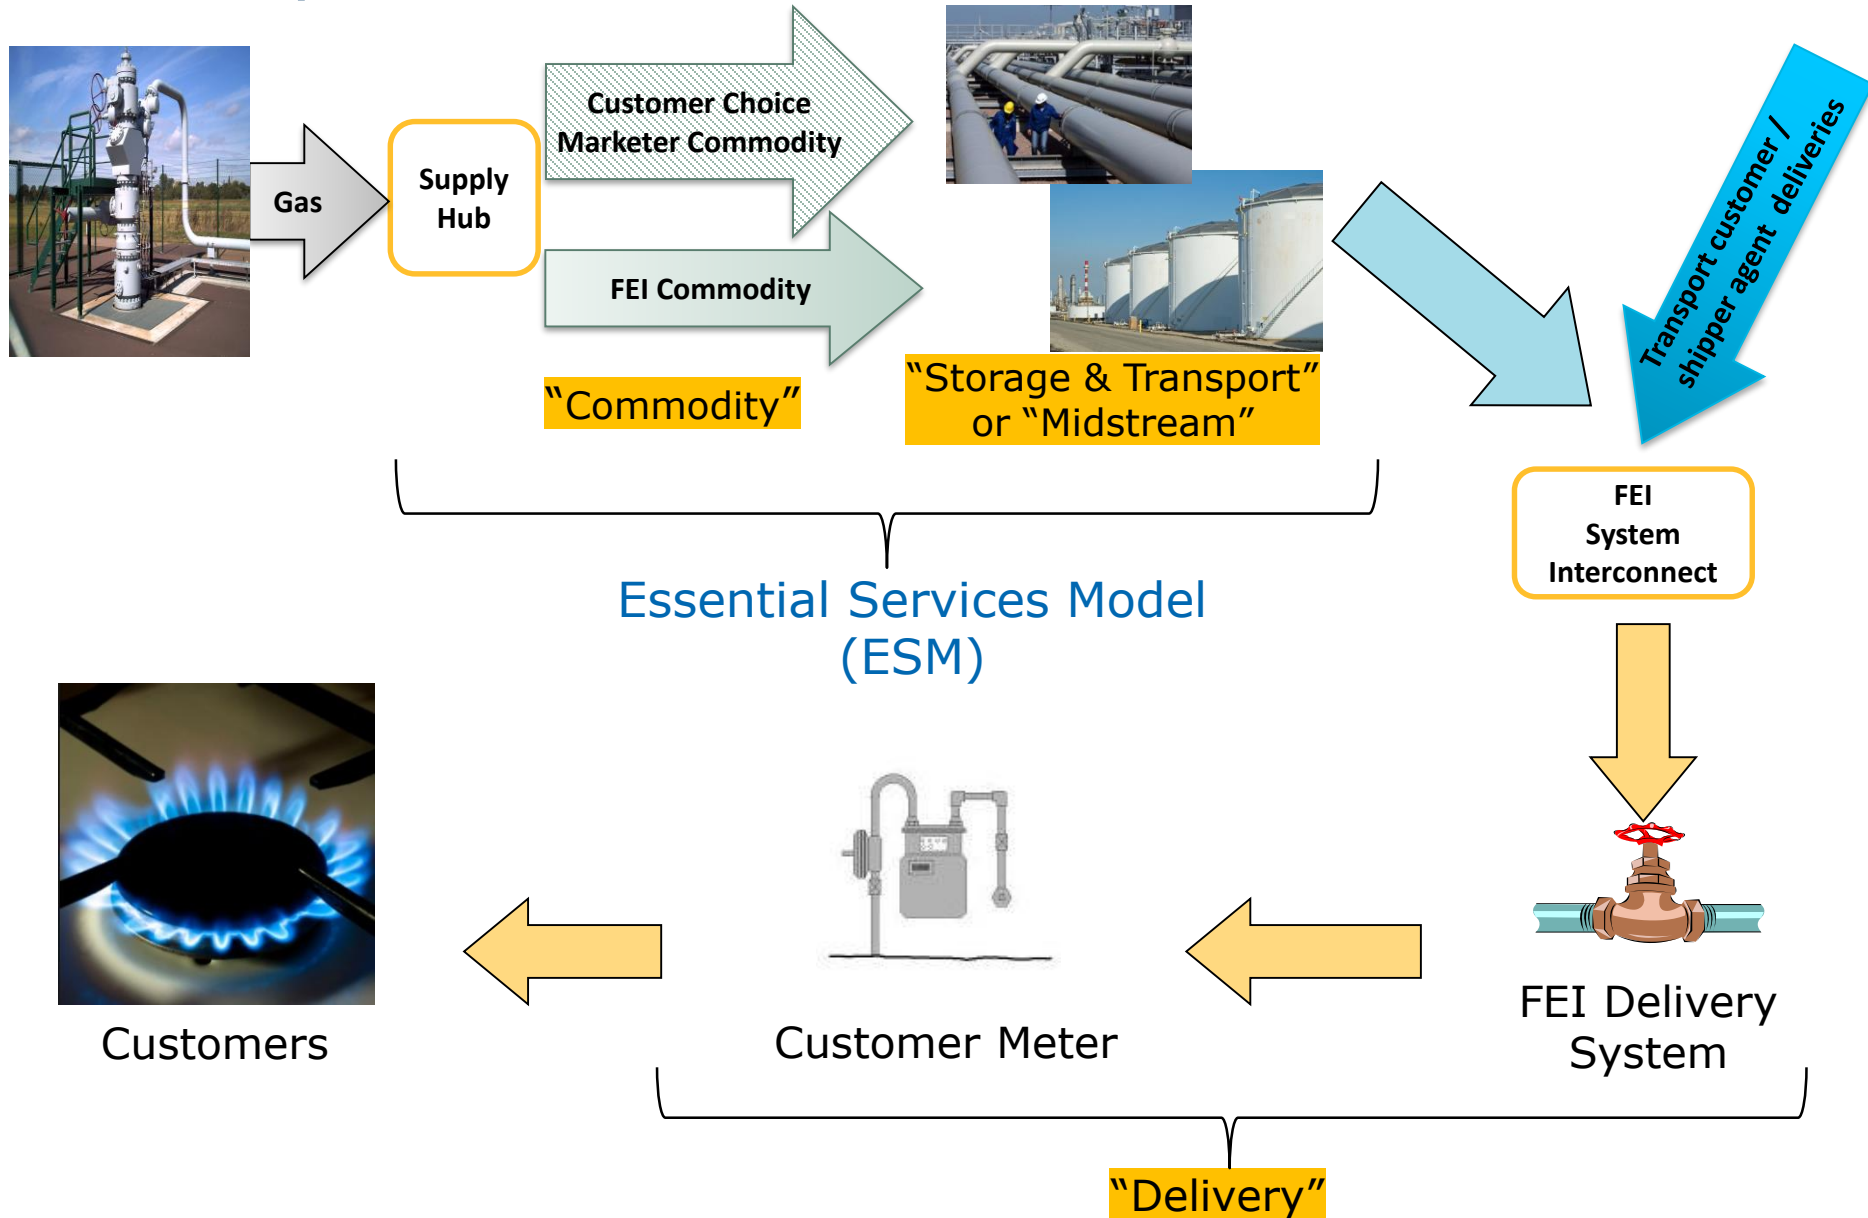 Gas
Supply
Hub
Customer Choice
Marketer Commodity
FEI Commodity
“Commodity”
“Storage & Transport”
or “Midstream”
Transport customer /
shipper agent deliveries
FEI
System
Interconnect
Essential Services Model
(ESM)
Customers
Customer Meter
FEI Delivery
System
“Delivery”